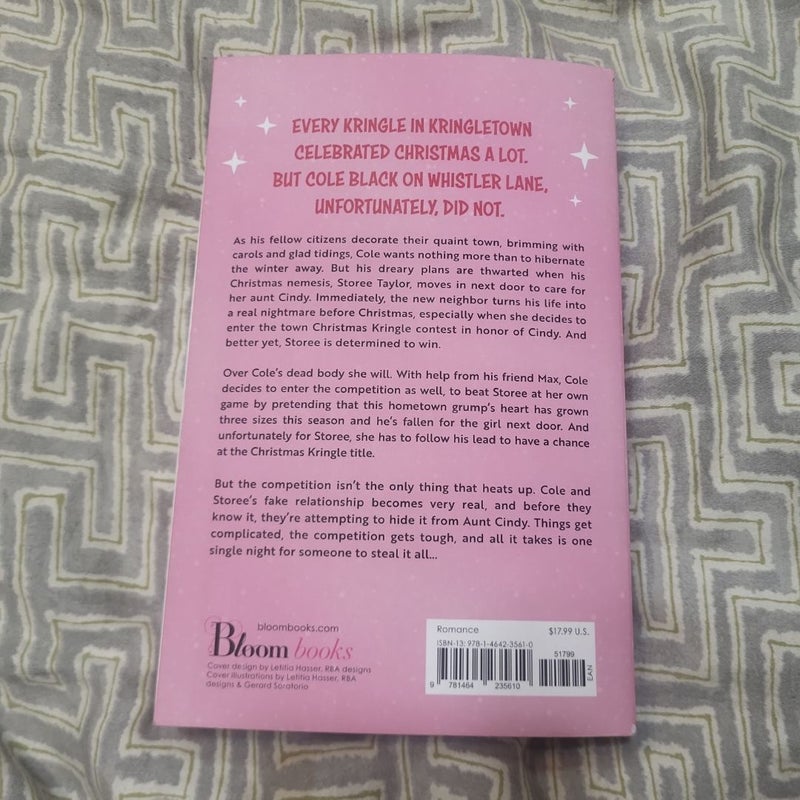 EVERY KRINGLE IN KRINGLETOWN
CELEBRATED CHRISTMAS A LOT.
BUT COLE BLACK ON WHISTLER LANE,
UNFORTUNATELY, DID NOT.
As his fellow citizens decorate their quaint town, brimming with
carols and glad tidings, Cole wants nothing more than to hibernate
the winter away. But his dreary plans are thwarted when his
Christmas nemesis, Storee Taylor, moves in next door to care for
her aunt Cindy. Immediately, the new neighbor turns his life into
a real nightmare before Christmas, especially when she decides to
enter the town Christmas Kringle contest in honor of Cindy. And
better yet, Storee is determined to win.
Over Cole's dead body she will. With help from his friend Max, Cole
decides to enter the competition as well, to beat Storee at her own
game by pretending that this hometown grump's heart has grown
three sizes this season and he's fallen for the girl next door. And
unfortunately for Storee, she has to follow his lead to have a chance
at the Christmas Kringle title.
But the competition isn't the only thing that heats up. Cole and
Storee's fake relationship becomes very real, and before they
know it, they're attempting to hide it from Aunt Cindy. Things get
complicated, the competition gets tough, and all it takes is one
single night for someone to steal it all...
bloombooks.com
Bloom books
Cover design by Letitia Hasser, RBA designs
Cover illustrations by Letitia Hasser, RBA
designs & Gerard Soratorio
Romance $17.99 U.S.
ISBN-13: 978-1-4642-3561-0
51799
EAN
9 781464 235610